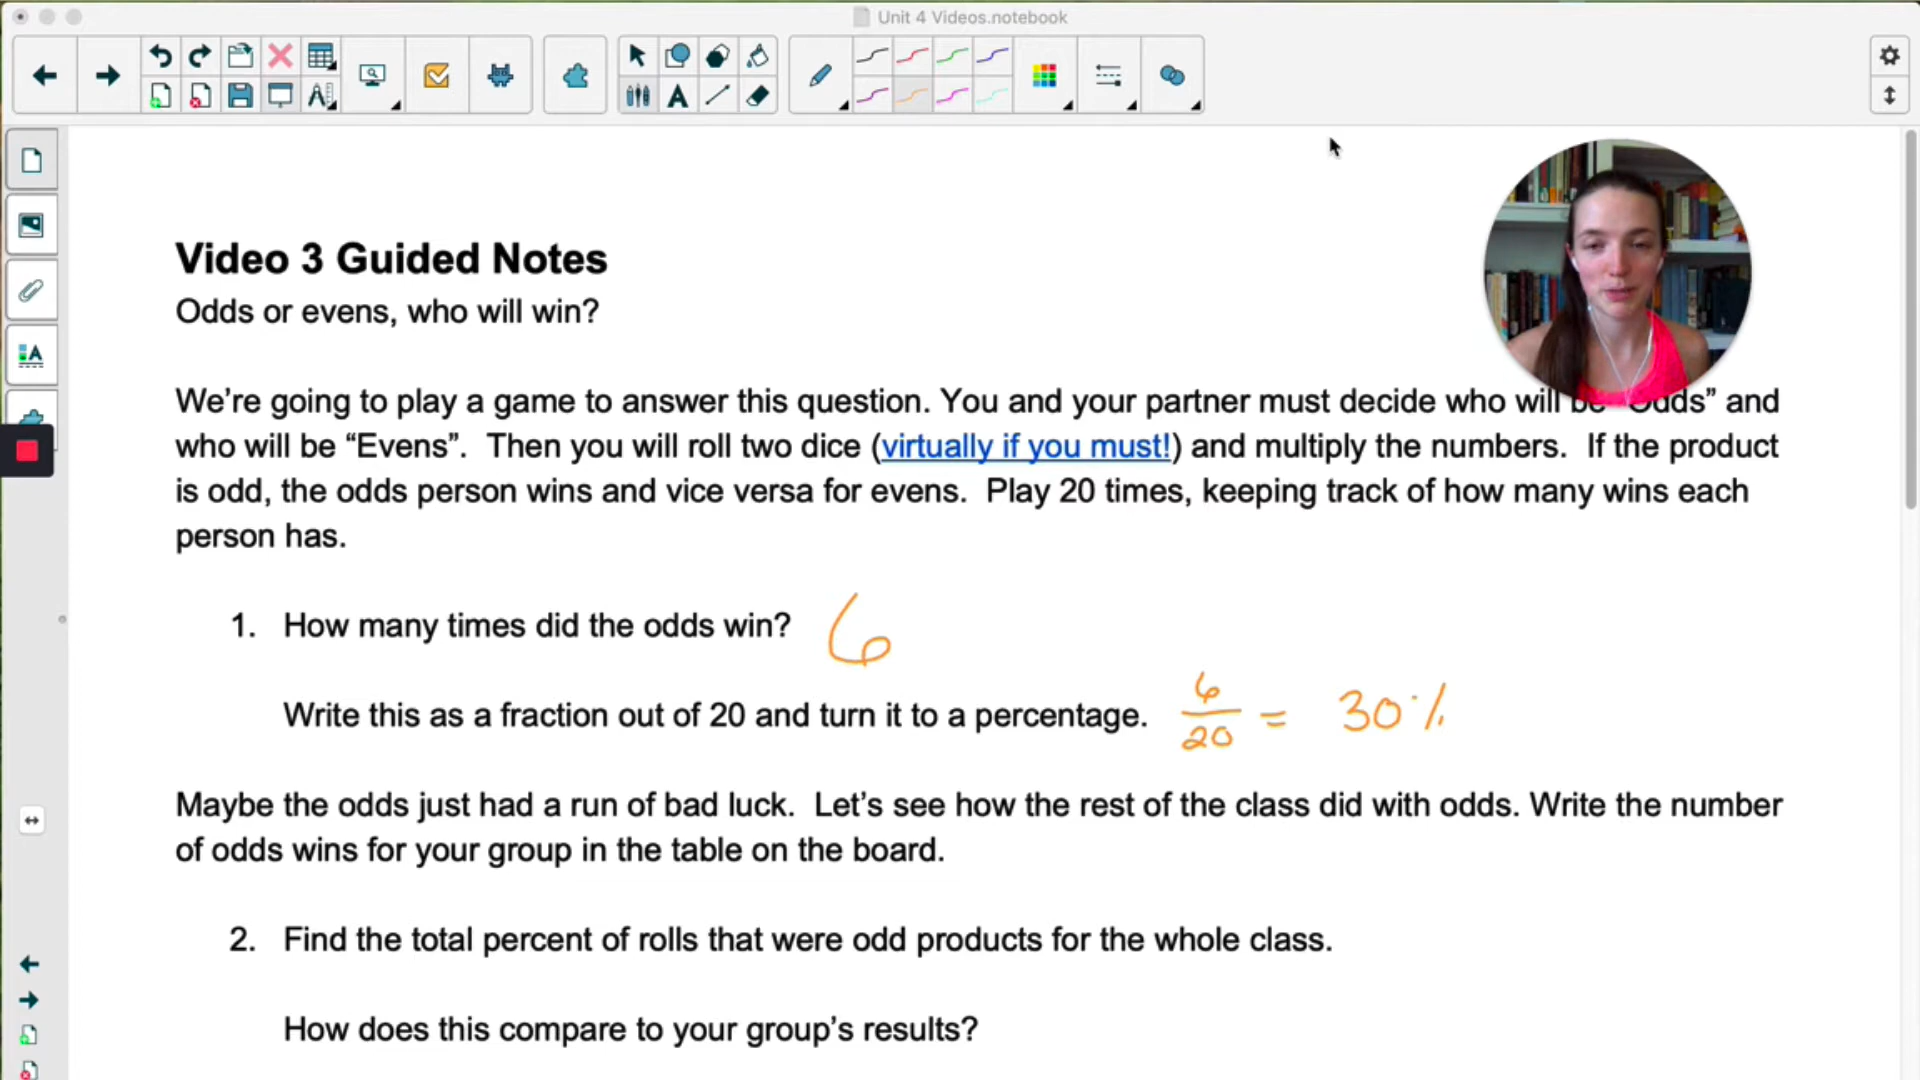 Unit 4 Videos.notebook
Video 3 Guided Notes
Odds or evens, who will win?
We’re going to play a game to answer this question. You and your partner must decide who will be “Odds” and
who will be “Evens”. Then you will roll two dice (virtually if you must!) and multiply the numbers. If the product
is odd, the odds person wins and vice versa for evens. Play 20 times, keeping track of how many wins each
person has.
1. How many times did the odds win? 6
Write this as a fraction out of 20 and turn it to a percentage. 6/20 = 30%
Maybe the odds just had a run of bad luck. Let’s see how the rest of the class did with odds. Write the number
of odds wins for your group in the table on the board.
2. Find the total percent of rolls that were odd products for the whole class.
How does this compare to your group’s results?